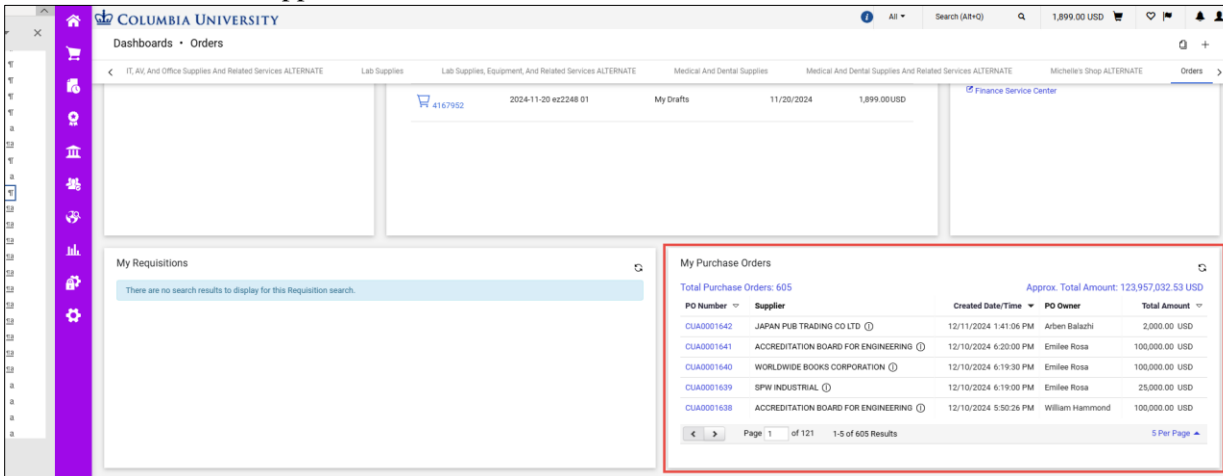 COLUMBIA UNIVERSITY
All
Search (Alt+Q)
1,899.00 USD
Dashboards • Orders
IT, AV, And Office Supplies And Related Services ALTERNATE
Lab Supplies
Lab Supplies, Equipment, And Related Services ALTERNATE
Medical And Dental Supplies
Medical And Dental Supplies And Related Services ALTERNATE
Michelle's Shop ALTERNATE
Orders
4167952 2024-11-20 ez2248 01 My Drafts 11/20/2024 1,899.00 USD
Finance Service Center
My Requisitions
There are no search results to display for this Requisition search.
My Purchase Orders
Total Purchase Orders: 605 Approx. Total Amount: 123,957,032.53 USD
PO Number Supplier Created Date/Time PO Owner Total Amount
CUA0001642 JAPAN PUB TRADING CO LTD 12/11/2024 1:41:06 PM Arben Balazhi 2,000.00 USD
CUA0001641 ACCREDITATION BOARD FOR ENGINEERING 12/10/2024 6:20:00 PM Emilee Rosa 100,000.00 USD
CUA0001640 WORLDWIDE BOOKS CORPORATION 12/10/2024 6:19:30 PM Emilee Rosa 100,000.00 USD
CUA0001639 SPW INDUSTRIAL 12/10/2024 6:19:00 PM Emilee Rosa 25,000.00 USD
CUA0001638 ACCREDITATION BOARD FOR ENGINEERING 12/10/2024 5:50:26 PM William Hammond 100,000.00 USD
Page 1 of 121 1-5 of 605 Results 5 Per Page